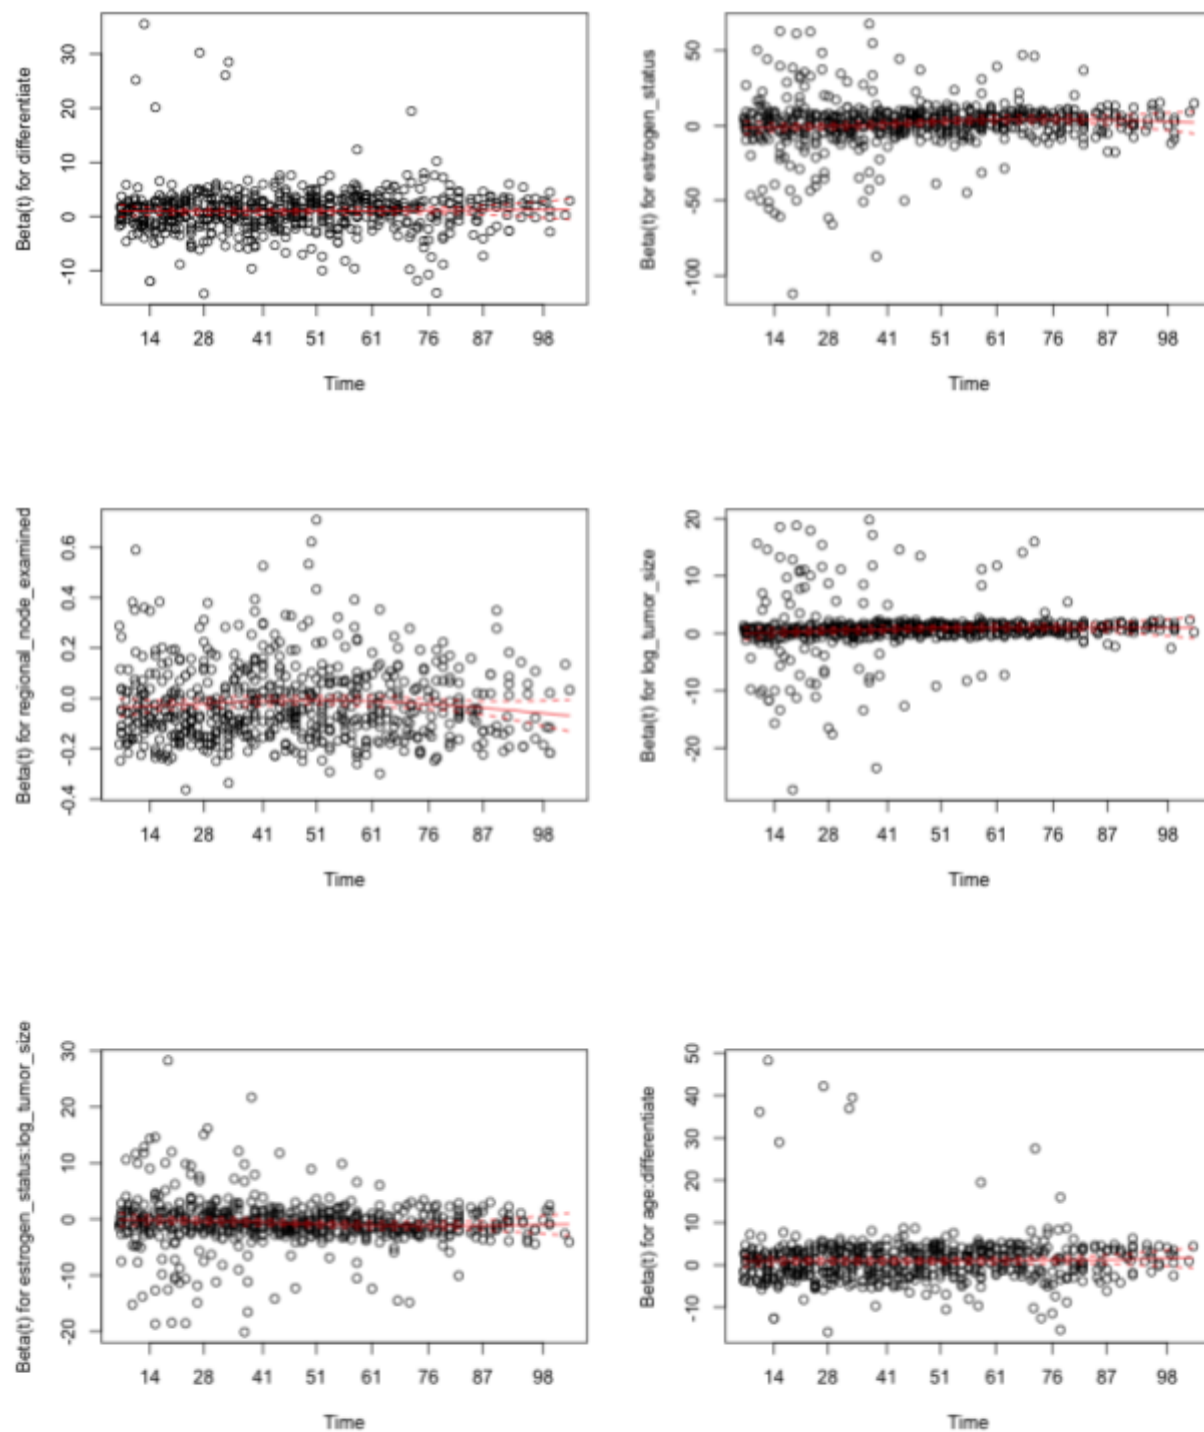 Beta(t) for differentiate
30
20
10
0
-10
14 28 41 51 61 76 87 98
Time
Beta(t) for estrogen_status
50
0
-50
-100
14 28 41 51 61 76 87 98
Time
Beta(t) for regional_node_examined
0.6
0.4
0.2
0.0
-0.2
-0.4
14 28 41 51 61 76 87 98
Time
Beta(t) for log_tumor_size
20
10
0
-10
-20
14 28 41 51 61 76 87 98
Time
Beta(t) for estrogen_status:log_tumor_size
30
20
10
0
-10
-20
14 28 41 51 61 76 87 98
Time
Beta(t) for age:differentiate
50
40
30
20
10
0
-10
14 28 41 51 61 76 87 98
Time